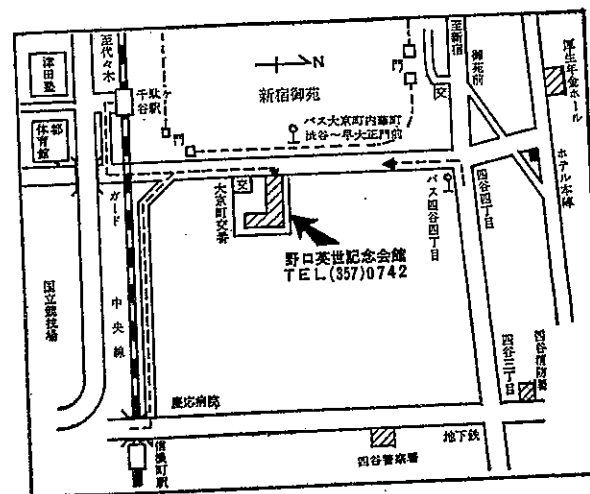 津田塾
至代々木
千駄ヶ谷駅
都体育館
門
門
N
新宿御苑
バス大京町内藤町
渋谷～早大正門前
門
門
至新宿
御苑前
交
厚生年金ホール
ホテル本陣
四谷四丁目
バス四谷四丁目
交
大京町交番
野口英世記念会館
TEL.(357)0742
ガード
中央線
国立競技場
慶応病院
信濃町駅
四谷警察署
地下鉄
四谷三丁目
四谷消防署